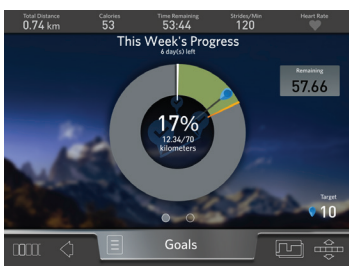 Total Distance
0.74 km
Calories
53
Time Remaining
53:44
Strides/Min
120
Heart Rate
This Week's Progress
6 day(s) left
Remaining
57.66
17%
12.34/70
kilometers
Target
10
Goals